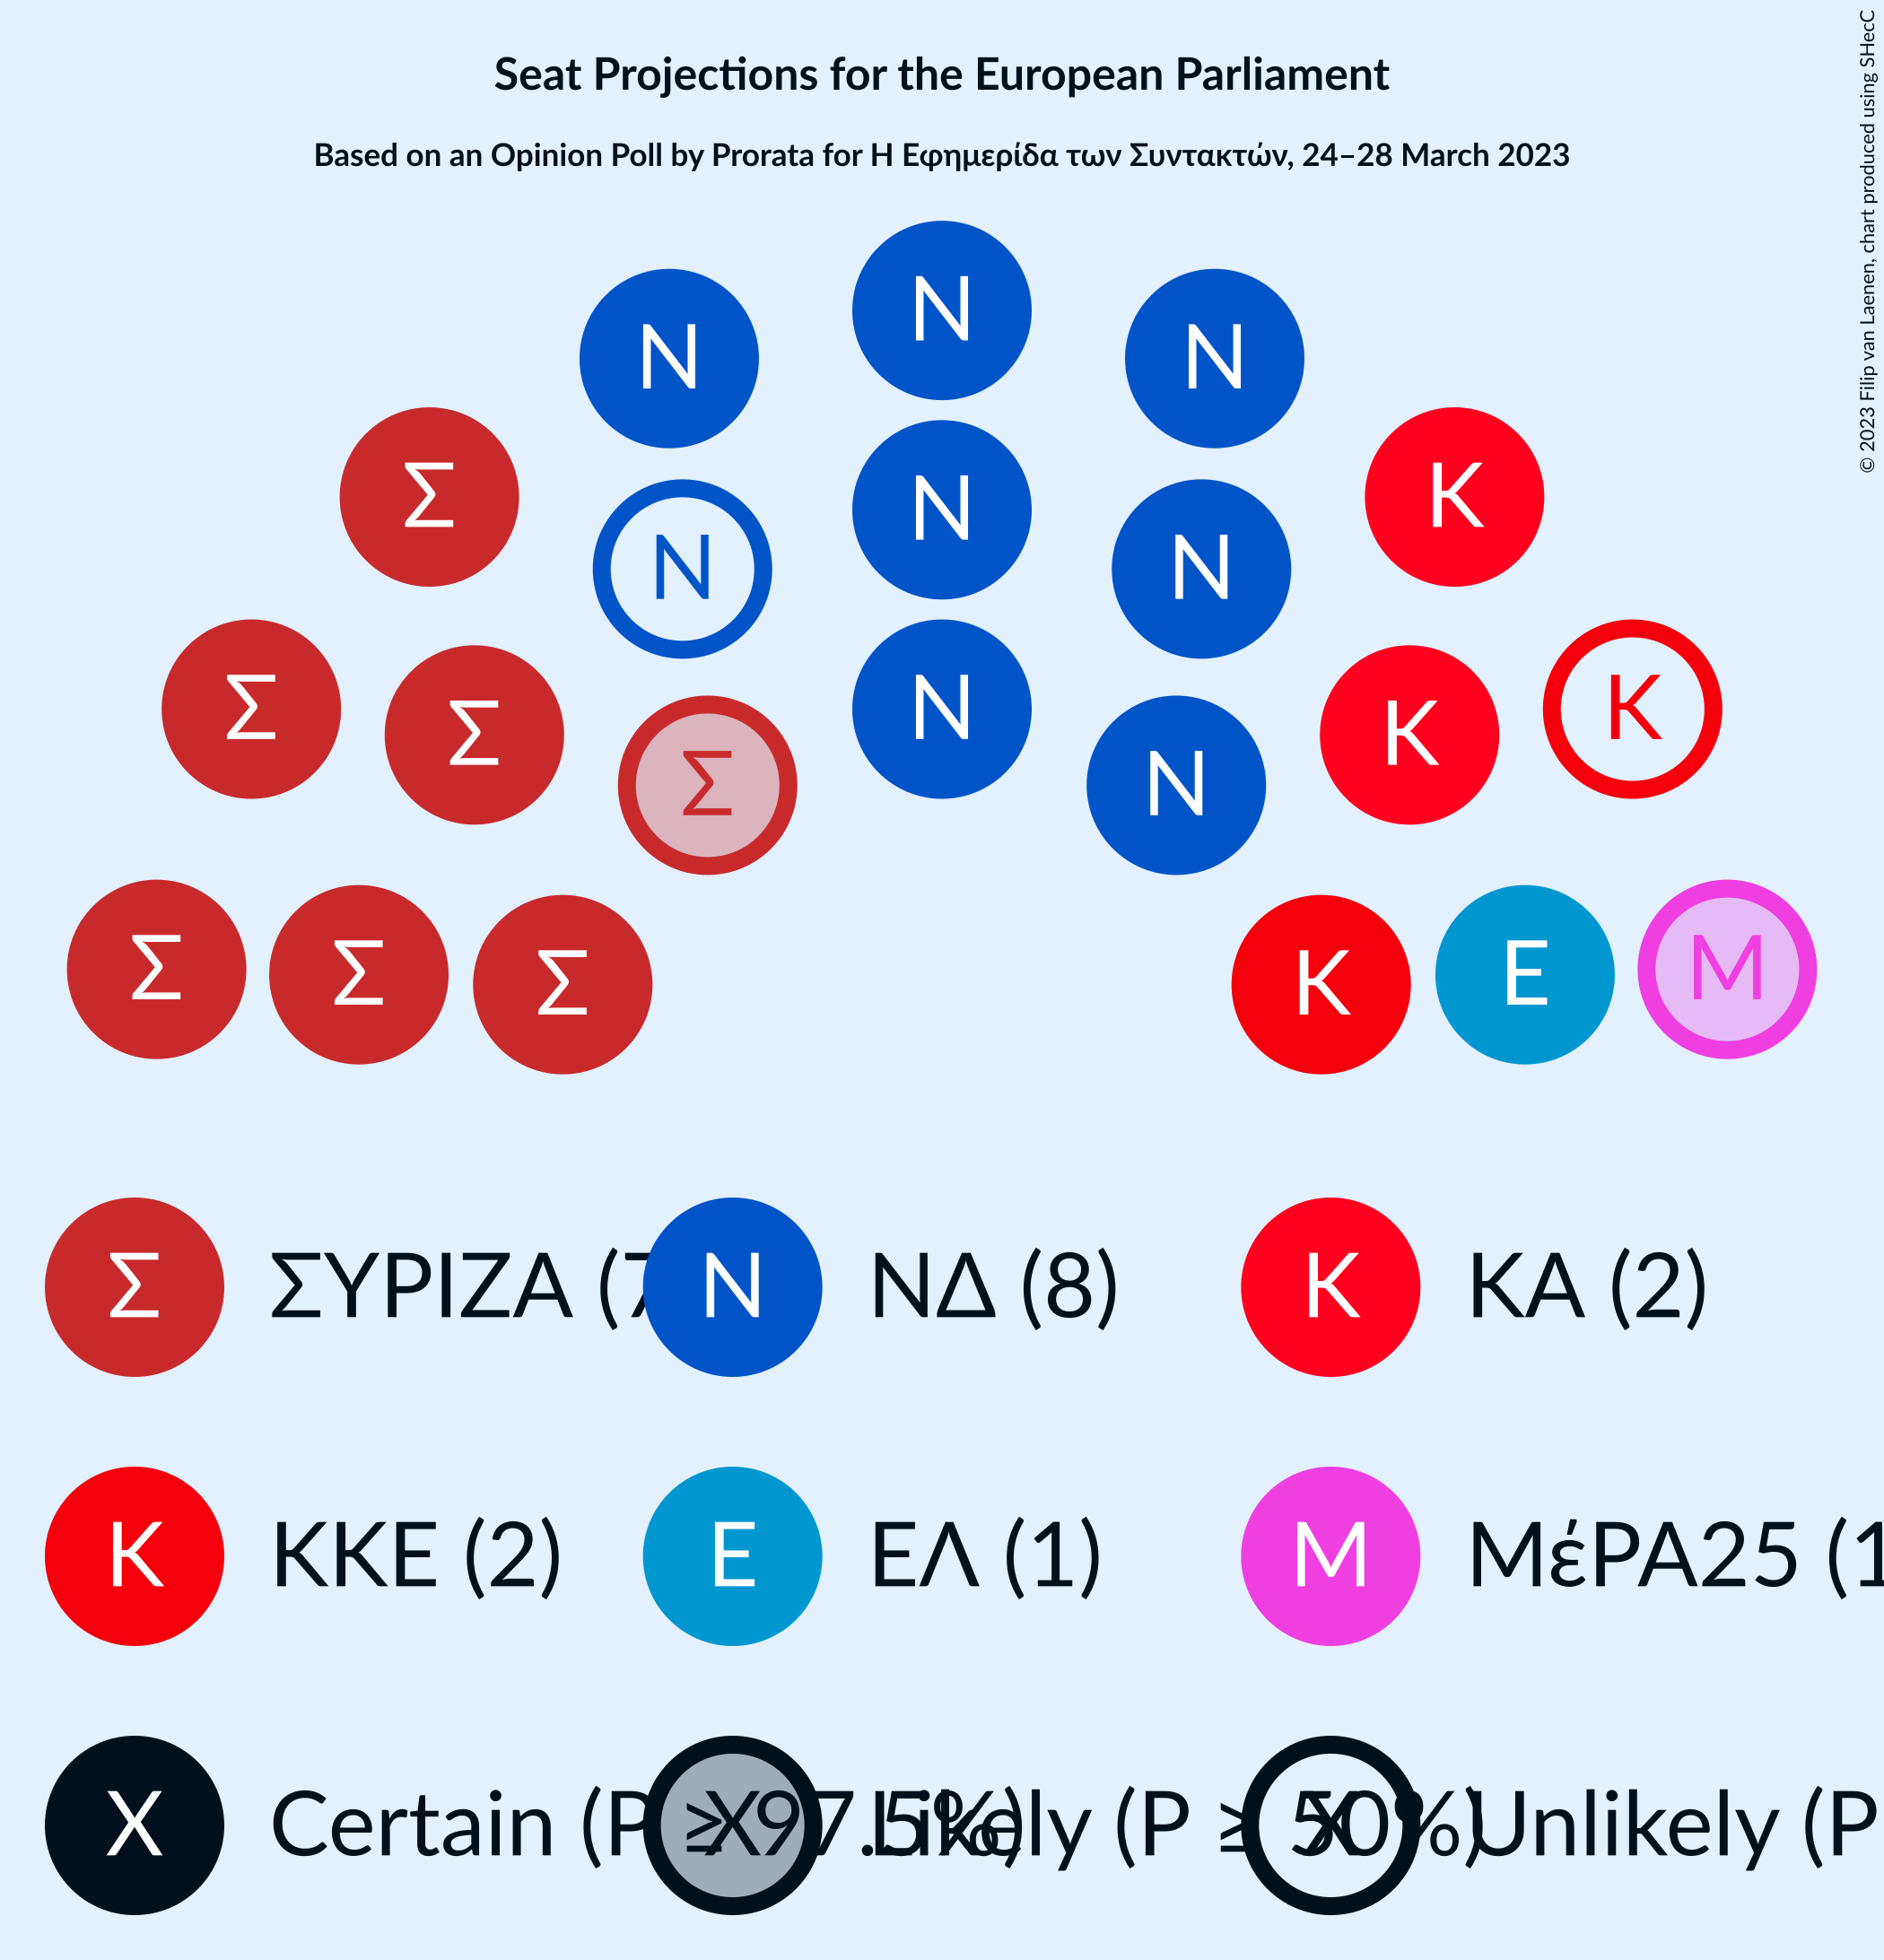 Seat Projections for the European Parliament
Based on an Opinion Poll by Prorata for Η Εφημερίδα των Συντακτών, 24–28 March 2023
© 2023 Filip van Laenen, chart produced using SHecC
N
N N
N
Σ K
N N
N
Σ N K
Σ K
Σ N
Σ Σ Σ K E M
Σ ΣΥΡΙΖΑ (7 N ΝΔ (8) K ΚΑ (2)
K ΚΚΕ (2) E ΕΛ (1) M ΜέΡΑ25 (1
X Certain (P ≥ 97.5%) X Likely (P ≥ 50%) X Unlikely (P